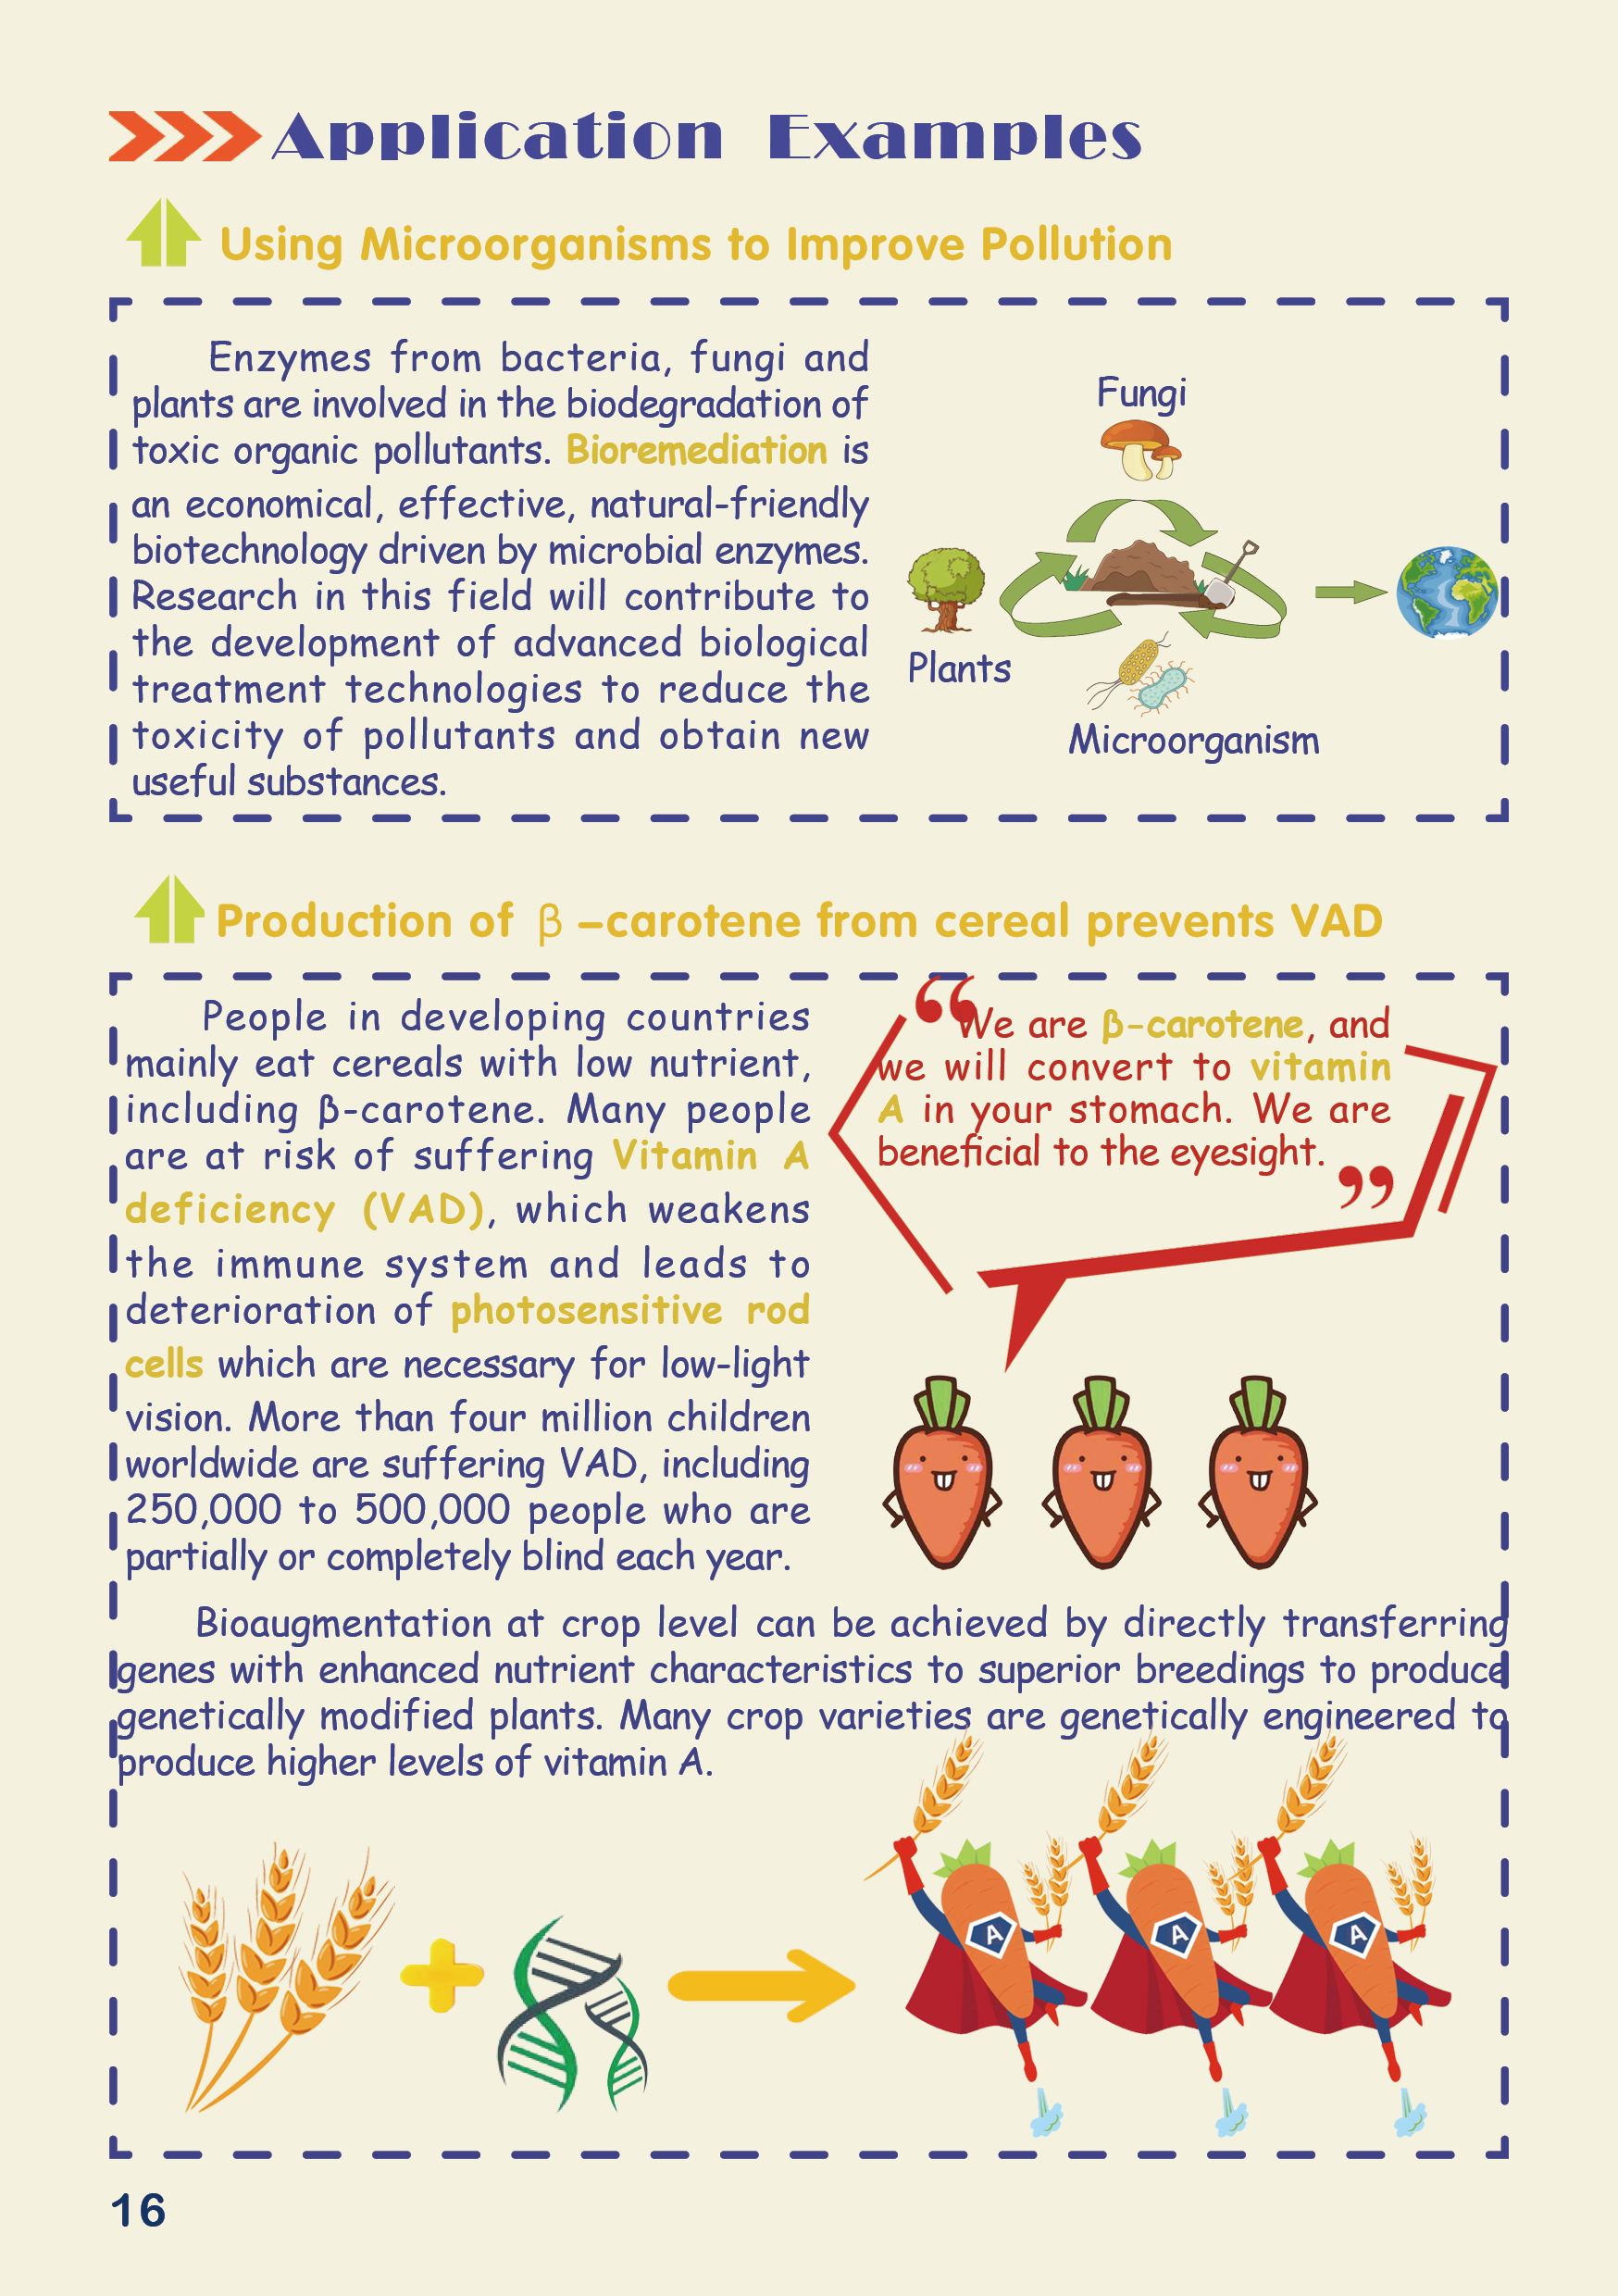 Application Examples
Using Microorganisms to Improve Pollution
Enzymes from bacteria, fungi and
plants are involved in the biodegradation of
toxic organic pollutants. Bioremediation is
an economical, effective, natural-friendly
biotechnology driven by microbial enzymes.
Research in this field will contribute to
the development of advanced biological
treatment technologies to reduce the
toxicity of pollutants and obtain new
useful substances.
Fungi
Plants
Microorganism
Production of β -carotene from cereal prevents VAD
People in developing countries
mainly eat cereals with low nutrient,
including β-carotene. Many people
are at risk of suffering Vitamin A
deficiency (VAD), which weakens
the immune system and leads to
deterioration of photosensitive rod
cells which are necessary for low-light
vision. More than four million children
worldwide are suffering VAD, including
250,000 to 500,000 people who are
partially or completely blind each year.
“We are β-carotene, and
we will convert to vitamin
A in your stomach. We are
beneficial to the eyesight.
”
Bioaugmentation at crop level can be achieved by directly transferring
genes with enhanced nutrient characteristics to superior breedings to produce
genetically modified plants. Many crop varieties are genetically engineered to
produce higher levels of vitamin A.
A
A
A
16